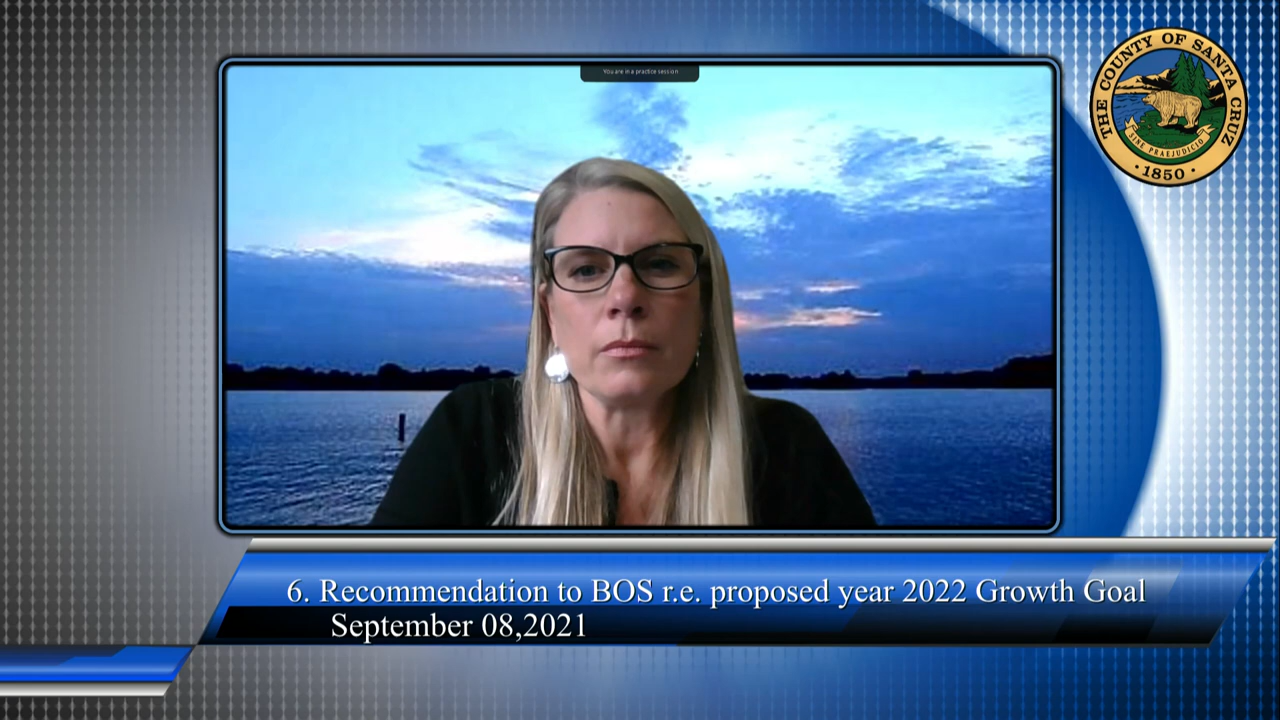 You are in a practice session
THE COUNTY OF SANTA CRUZ
SINE PRAEJUDICIO
• 1850 •
6. Recommendation to BOS r.e. proposed year 2022 Growth Goal
September 08,2021